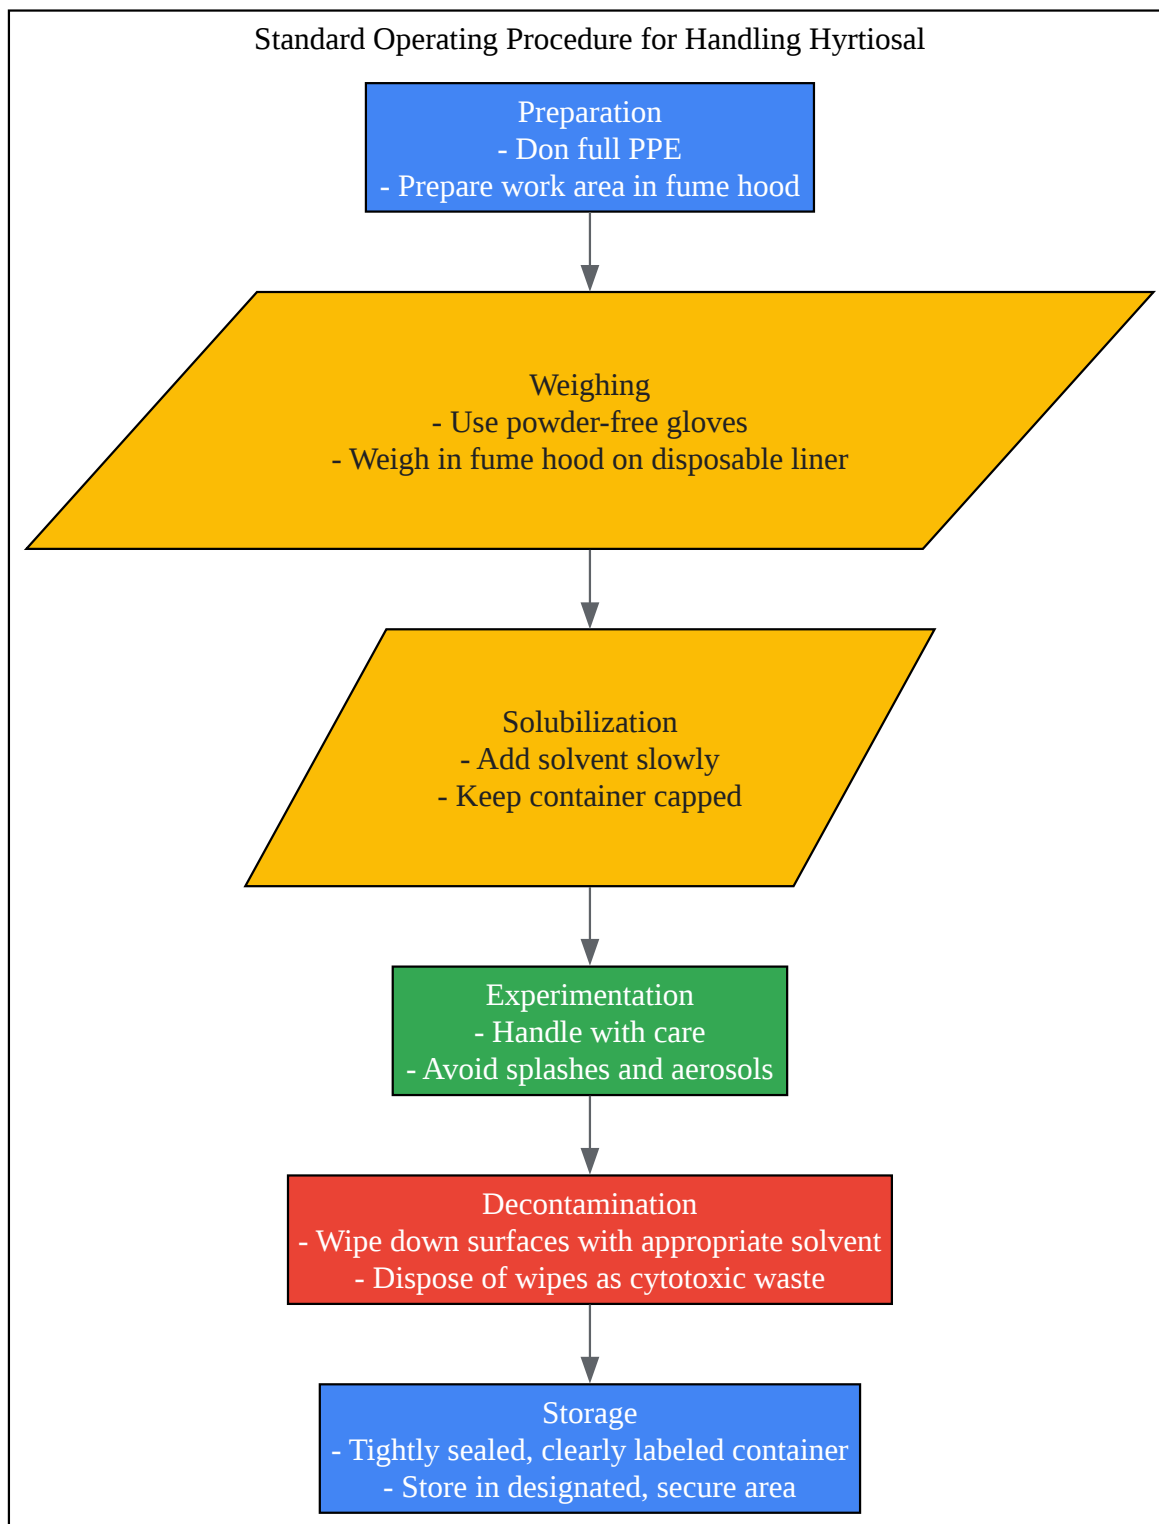 Standard Operating Procedure for Handling Hyrtiosal
Preparation
- Don full PPE
- Prepare work area in fume hood
Weighing
- Use powder-free gloves
- Weigh in fume hood on disposable liner
Solubilization
- Add solvent slowly
- Keep container capped
Experimentation
- Handle with care
- Avoid splashes and aerosols
Decontamination
- Wipe down surfaces with appropriate solvent
- Dispose of wipes as cytotoxic waste
Storage
- Tightly sealed, clearly labeled container
- Store in designated, secure area